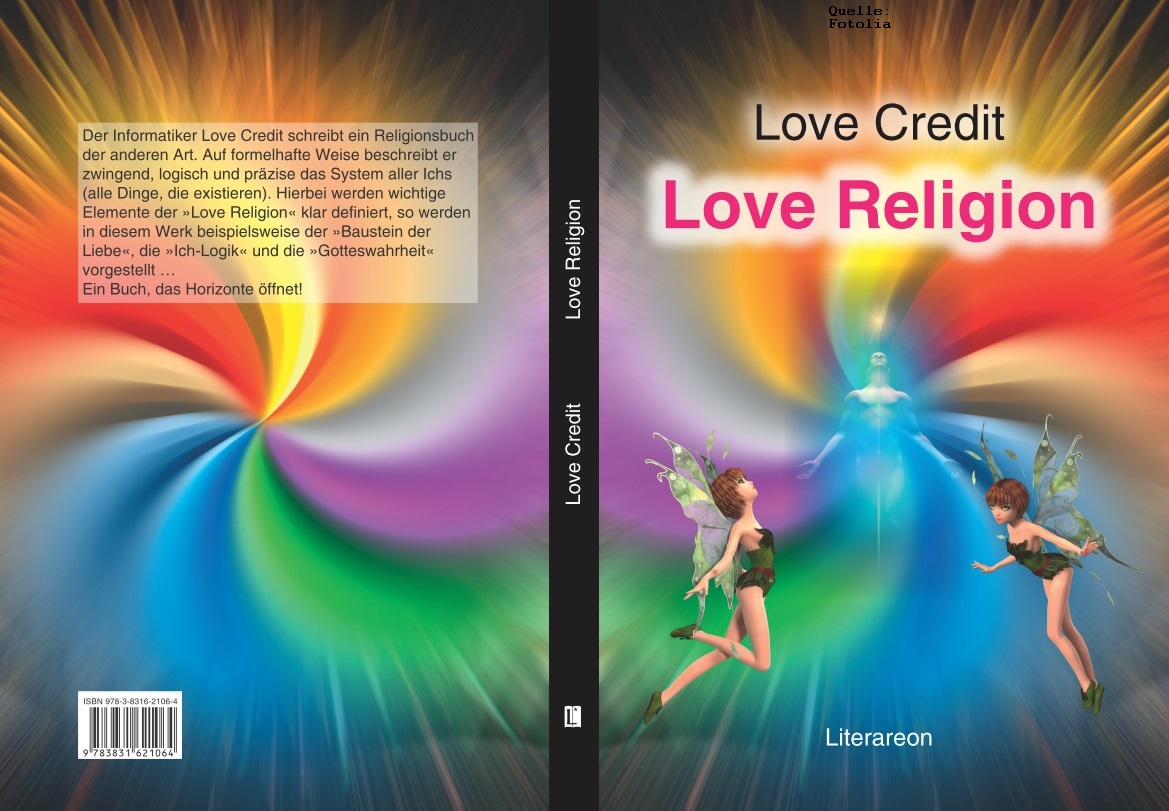 Quelle:
Fotolia
Der Informatiker Love Credit schreibt ein Religionsbuch
der anderen Art. Auf formelhafte Weise beschreibt er
zwingend, logisch und präzise das System aller Ichs
(alle Dinge, die existieren). Hierbei werden wichtige
Elemente der »Love Religion« klar definiert, so werden
in diesem Werk beispielsweise der »Baustein der
Liebe«, die »Ich-Logik« und die »Gotteswahrheit«
vorgestellt …
Ein Buch, das Horizonte öffnet!
ISBN 978-3-8316-2106-4
9 783831 621064
Love Religion
Love Credit
Love Credit
Love Religion
Literareon